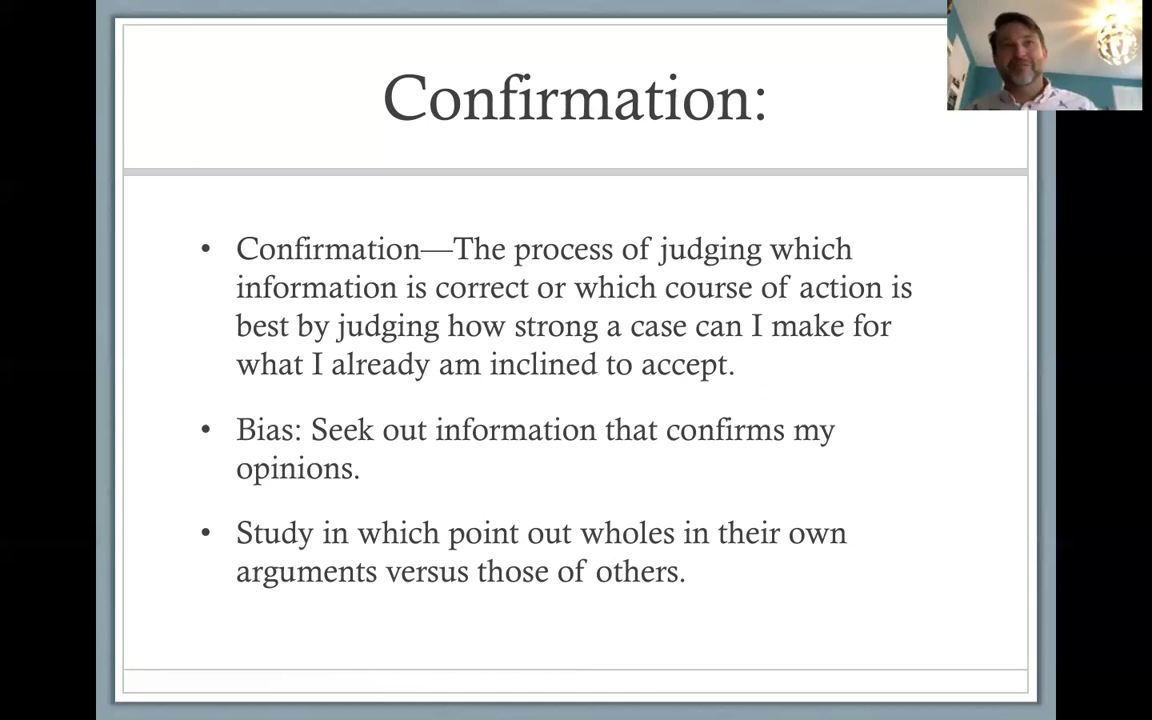 Confirmation:
• Confirmation—The process of judging which
information is correct or which course of action is
best by judging how strong a case can I make for
what I already am inclined to accept.
• Bias: Seek out information that confirms my
opinions.
• Study in which point out wholes in their own
arguments versus those of others.